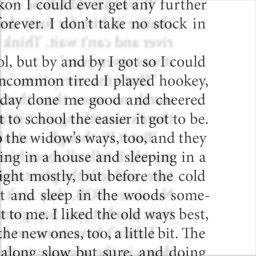 kon I could ever get any further
forever. I don't take no stock in
ol, but by and by I got so I could
ncommon tired I played hookey,
day done me good and cheered
t to school the easier it got to be.
o the widow's ways, too, and they
ing in a house and sleeping in a
ight mostly, but before the cold
t and sleep in the woods some-
t to me. I liked the old ways best,
the new ones, too, a little bit. The
along slow but sure, and doing